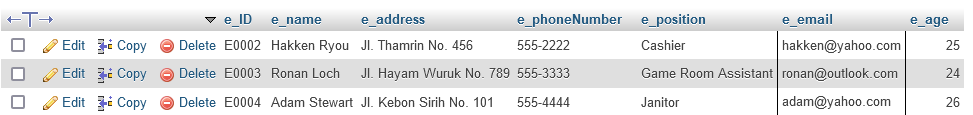 e_ID e_name e_address e_phoneNumber e_position e_email e_age
Edit Copy Delete E0002 Hakken Ryou Jl. Thamrin No. 456 555-2222 Cashier hakken@yahoo.com 25
Edit Copy Delete E0003 Ronan Loch Jl. Hayam Wuruk No. 789 555-3333 Game Room Assistant ronan@outlook.com 24
Edit Copy Delete E0004 Adam Stewart Jl. Kebon Sirih No. 101 555-4444 Janitor adam@yahoo.com 26